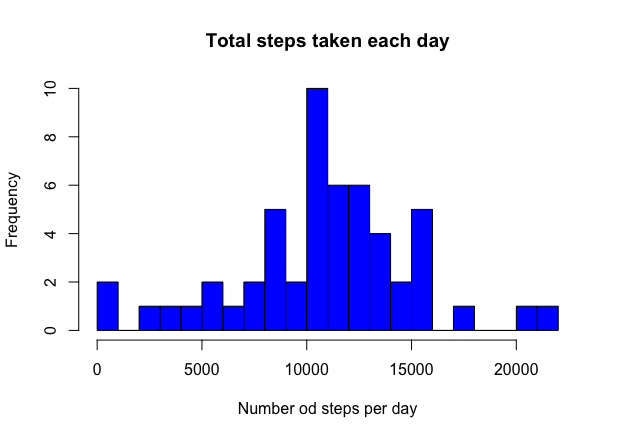 Total steps taken each day
Frequency
10
8
6
4
2
0
0 5000 10000 15000 20000
Number od steps per day